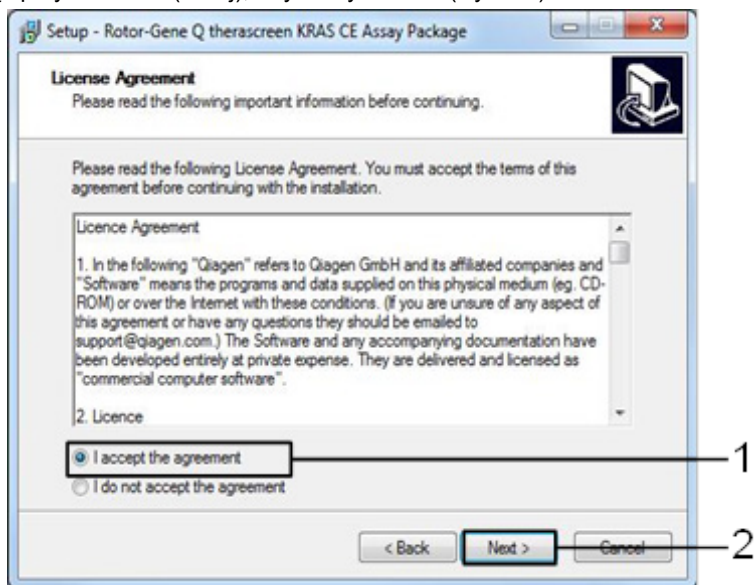 Setup - Rotor-Gene Q therascreen KRAS CE Assay Package
License Agreement
Please read the following important information before continuing.
Please read the following License Agreement. You must accept the terms of this
agreement before continuing with the installation.
Licence Agreement
1. In the following "Qiagen" refers to Qiagen GmbH and its affiliated companies and
"Software" means the programs and data supplied on this physical medium (eg. CD-
ROM) or over the Internet with these conditions. (If you are unsure of any aspect of
this agreement or have any questions they should be emailed to
support@qiagen.com.) The Software and any accompanying documentation have
been developed entirely at private expense. They are delivered and licensed as
"commercial computer software".
2. Licence
I accept the agreement
1
I do not accept the agreement
< Back Next > Cancel
2